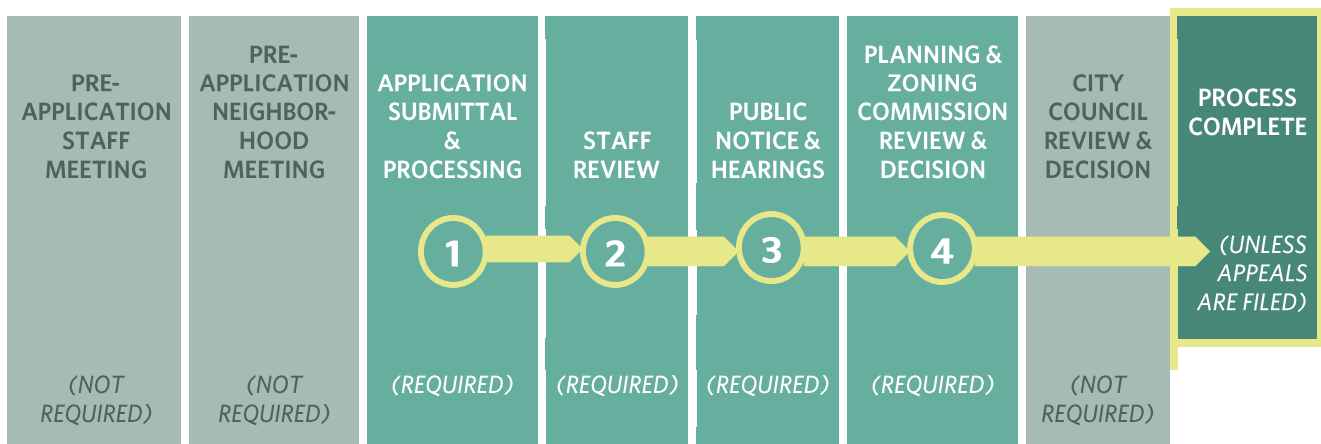 PRE-
APPLICATION
STAFF
MEETING
(NOT
REQUIRED)
PRE-
APPLICATION
NEIGHBOR-
HOOD
MEETING
(NOT
REQUIRED)
APPLICATION
SUBMITTAL
&
PROCESSING
1
(REQUIRED)
STAFF
REVIEW
2
(REQUIRED)
PUBLIC
NOTICE &
HEARINGS
3
(REQUIRED)
PLANNING &
ZONING
COMMISSION
REVIEW &
DECISION
4
(REQUIRED)
CITY
COUNCIL
REVIEW &
DECISION
(NOT
REQUIRED)
PROCESS
COMPLETE
(UNLESS
APPEALS
ARE FILED)